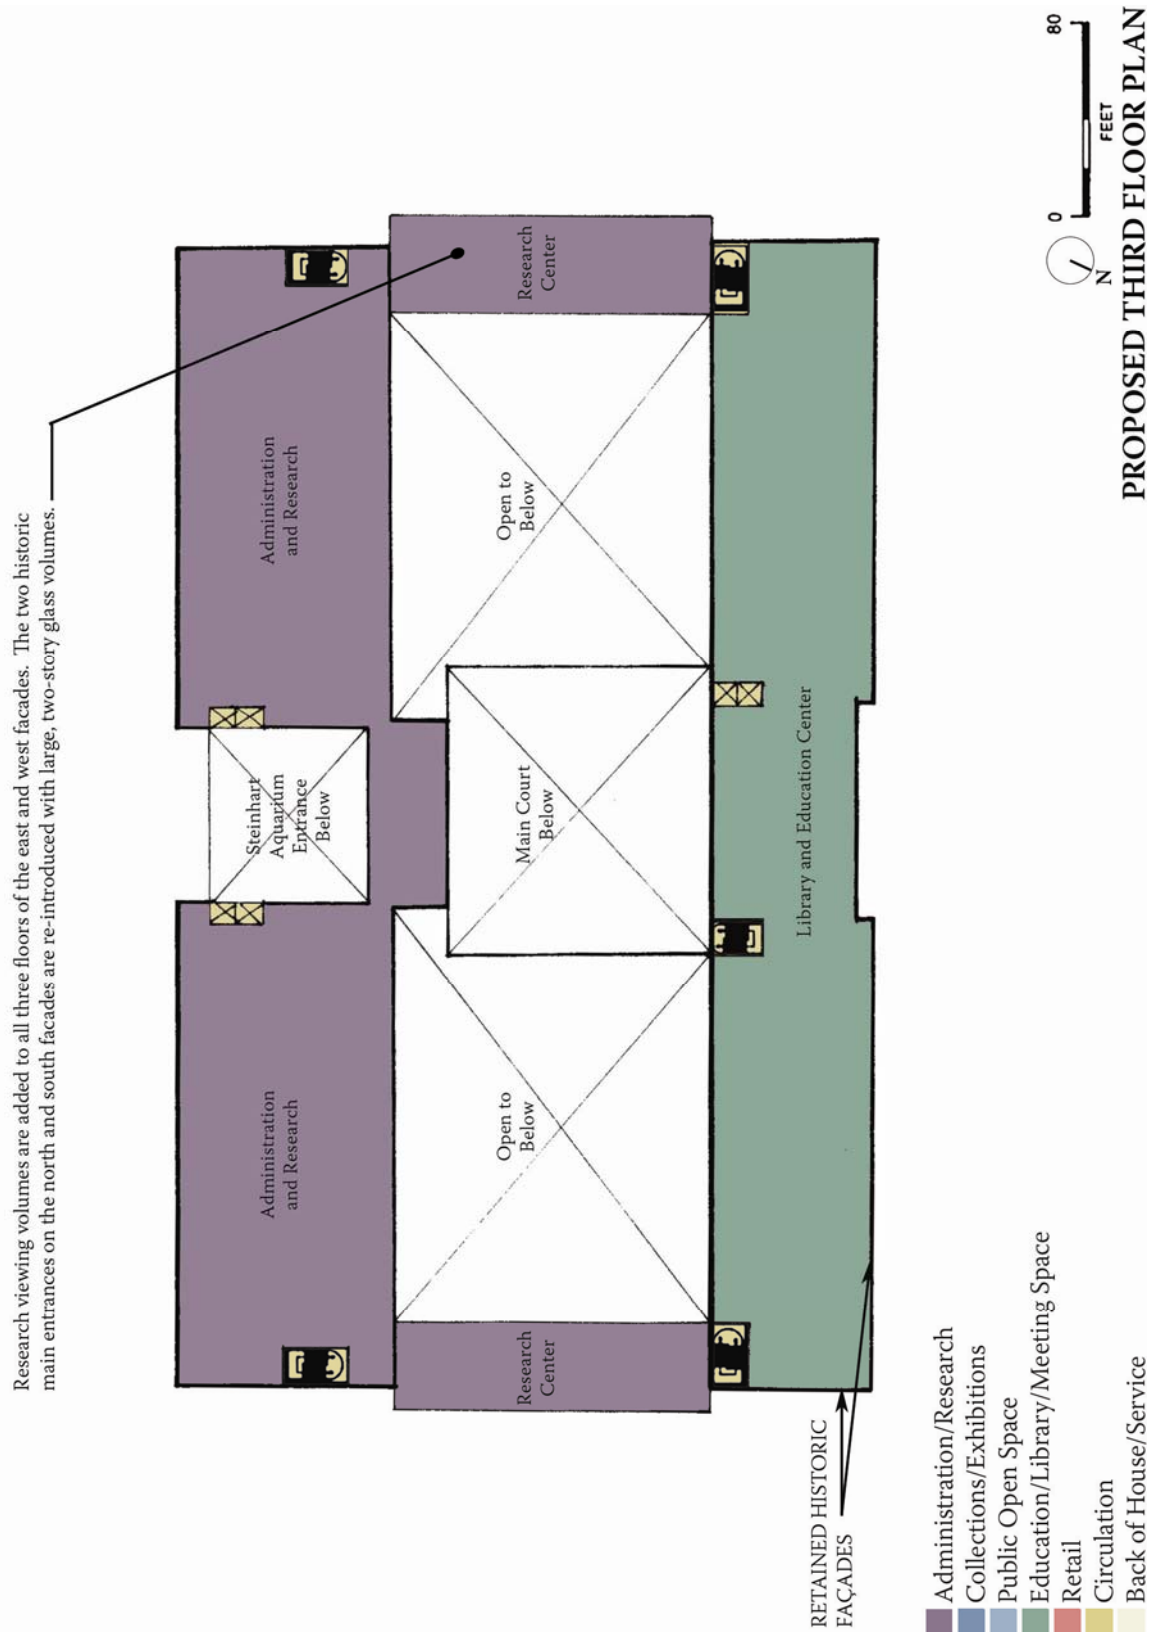 Research viewing volumes are added to all three floors of the east and west facades. The two historic
main entrances on the north and south facades are re-introduced with large, two-story glass volumes.
Administration
and Research
Steinhart
Aquarium
Entrance
Below
Administration
and Research
Research
Center
Open to
Below
Main Court
Below
Open to
Below
Research
Center
Library and Education Center
RETAINED HISTORIC
FAÇADES
Administration/Research
Collections/Exhibitions
Public Open Space
Education/Library/Meeting Space
Retail
Circulation
Back of House/Service
N
0
80
FEET
PROPOSED THIRD FLOOR PLAN